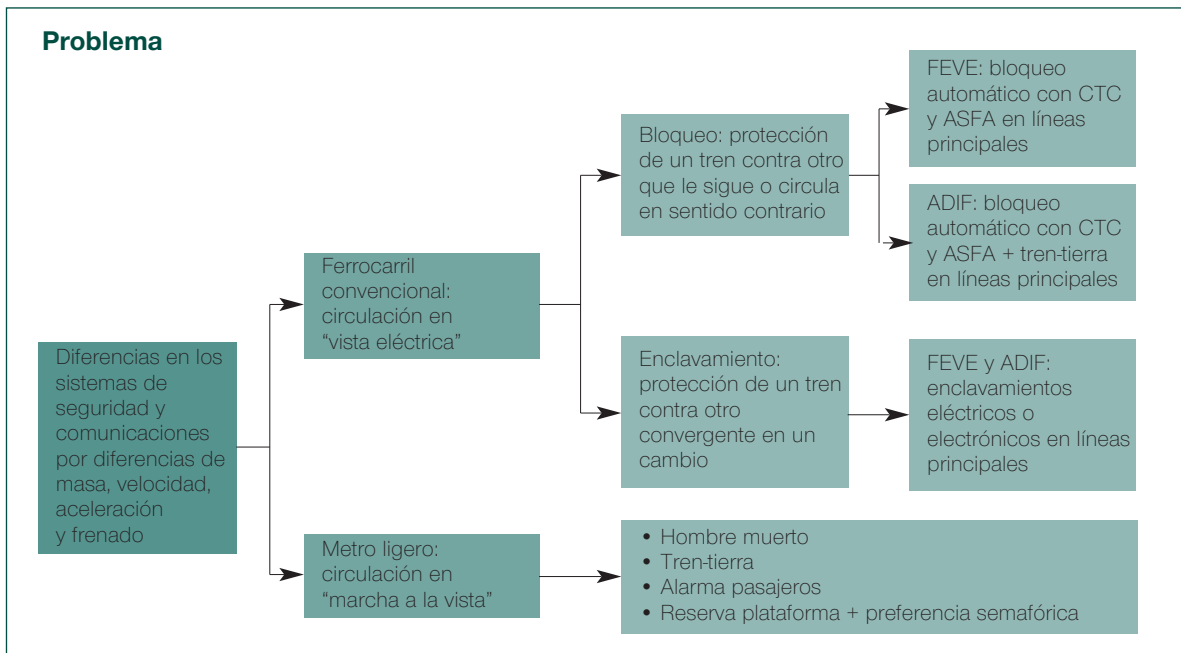 Problema
Diferencias en los
sistemas de
seguridad y
comunicaciones
por diferencias de
masa, velocidad,
aceleración
y frenado
Ferrocarril
convencional:
circulación en
“vista eléctrica”
Bloqueo: protección
de un tren contra otro
que le sigue o circula
en sentido contrario
FEVE: bloqueo
automático con CTC
y ASFA en líneas
principales
ADIF: bloqueo
automático con CTC
y ASFA + tren-tierra
en líneas principales
Enclavamiento:
protección de un tren
contra otro
convergente en un
cambio
FEVE y ADIF:
enclavamientos
eléctricos o
electrónicos en líneas
principales
Metro ligero:
circulación en
“marcha a la vista”
• Hombre muerto
• Tren-tierra
• Alarma pasajeros
• Reserva plataforma + preferencia semafórica